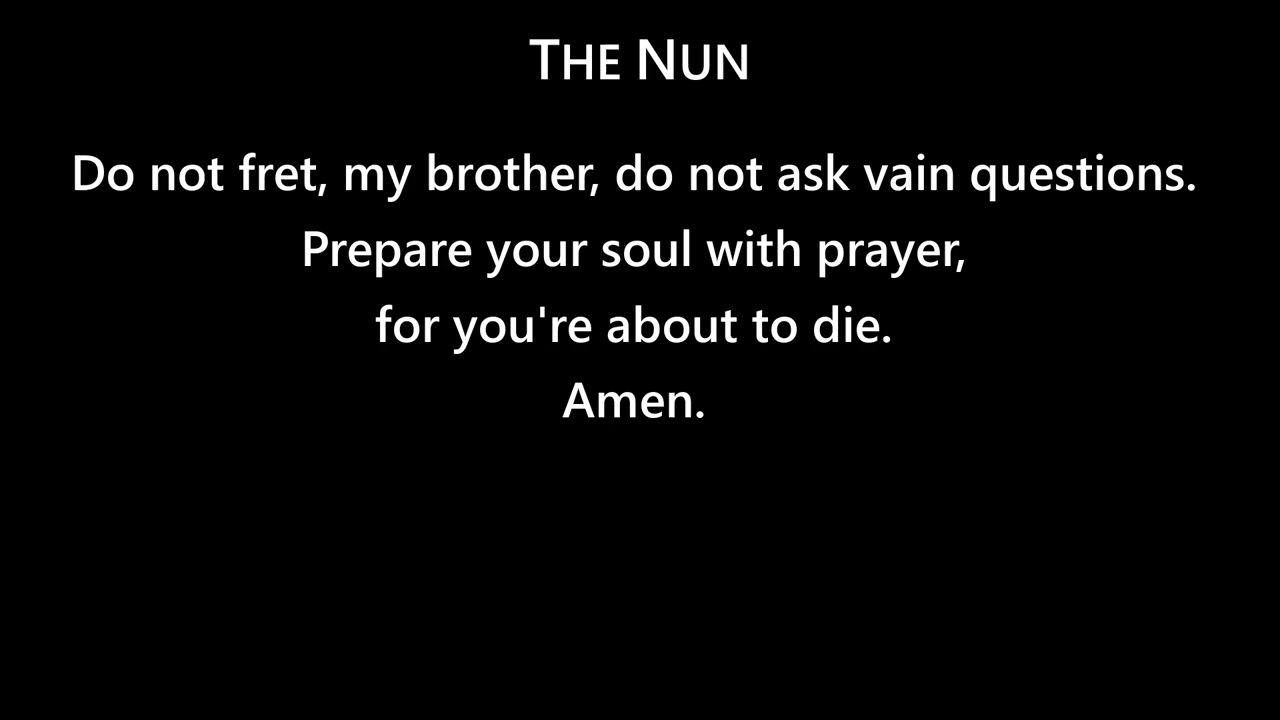 THE NUN
Do not fret, my brother, do not ask vain questions.
Prepare your soul with prayer,
for you're about to die.
Amen.